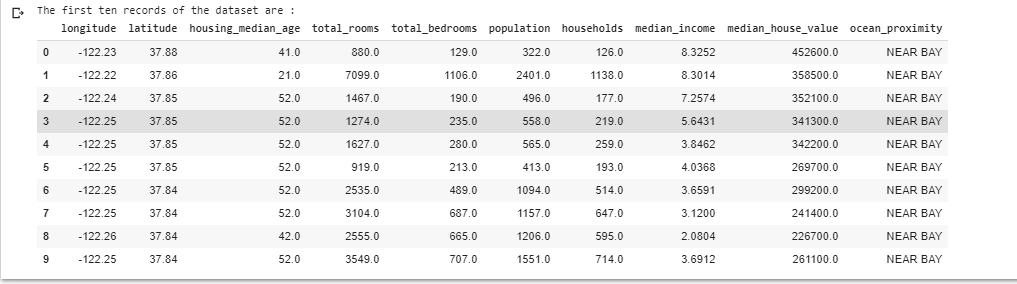 The first ten records of the dataset are :
longitude latitude housing_median_age total_rooms total_bedrooms population households median_income median_house_value ocean_proximity
0 -122.23 37.88 41.0 880.0 129.0 322.0 126.0 8.3252 452600.0 NEAR BAY
1 -122.22 37.86 21.0 7099.0 1106.0 2401.0 1138.0 8.3014 358500.0 NEAR BAY
2 -122.24 37.85 52.0 1467.0 190.0 496.0 177.0 7.2574 352100.0 NEAR BAY
3 -122.25 37.85 52.0 1274.0 235.0 558.0 219.0 5.6431 341300.0 NEAR BAY
4 -122.25 37.85 52.0 1627.0 280.0 565.0 259.0 3.8462 342200.0 NEAR BAY
5 -122.25 37.85 52.0 919.0 213.0 413.0 193.0 4.0368 269700.0 NEAR BAY
6 -122.25 37.84 52.0 2535.0 489.0 1094.0 514.0 3.6591 299200.0 NEAR BAY
7 -122.25 37.84 52.0 3104.0 687.0 1157.0 647.0 3.1200 241400.0 NEAR BAY
8 -122.26 37.84 42.0 2555.0 665.0 1206.0 595.0 2.0804 226700.0 NEAR BAY
9 -122.25 37.84 52.0 3549.0 707.0 1551.0 714.0 3.6912 261100.0 NEAR BAY